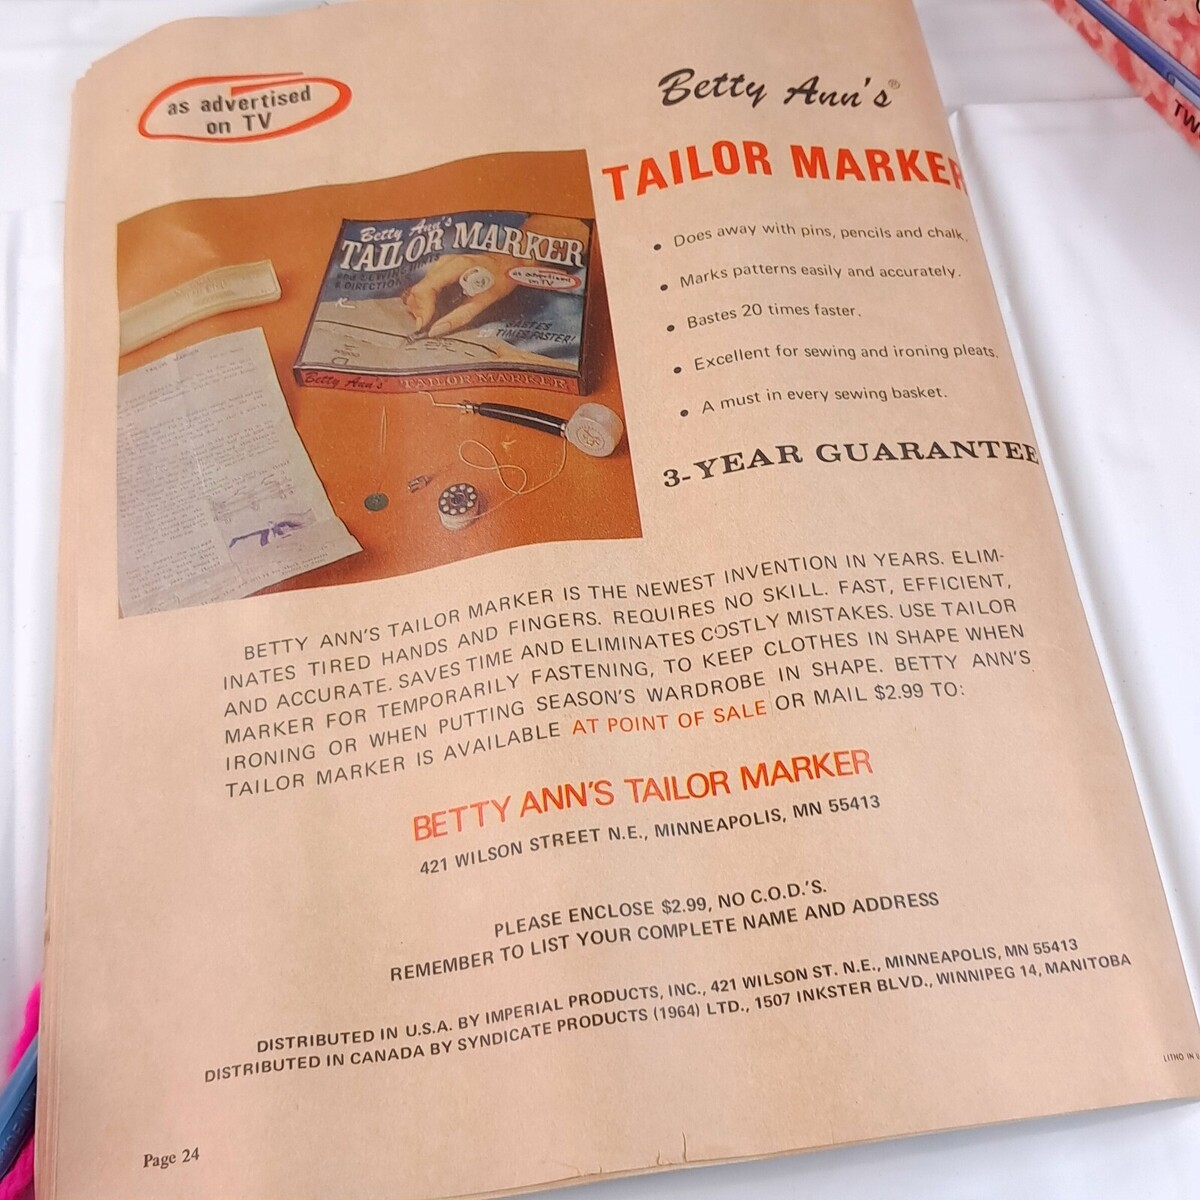 as advertised
on TV
Betty Ann's®
TAILOR MARKER
• Does away with pins, pencils and chalk.
• Marks patterns easily and accurately.
• Bastes 20 times faster.
• Excellent for sewing and ironing pleats.
• A must in every sewing basket.
3-YEAR GUARANTEE
Betty Ann's
TAILOR MARKER
& DIRECTIONS
as advertised
on TV
BASTES
TIMES FASTER!
Betty Ann's TAILOR MARKER
BETTY ANN'S TAILOR MARKER IS THE NEWEST INVENTION IN YEARS. ELIM-
INATES TIRED HANDS AND FINGERS. REQUIRES NO SKILL. FAST, EFFICIENT,
AND ACCURATE. SAVES TIME AND ELIMINATES COSTLY MISTAKES. USE TAILOR
MARKER FOR TEMPORARILY FASTENING, TO KEEP CLOTHES IN SHAPE WHEN
IRONING OR WHEN PUTTING SEASON'S WARDROBE IN SHAPE. BETTY ANN'S
TAILOR MARKER IS AVAILABLE AT POINT OF SALE OR MAIL $2.99 TO:
BETTY ANN'S TAILOR MARKER
421 WILSON STREET N.E., MINNEAPOLIS, MN 55413
PLEASE ENCLOSE $2.99, NO C.O.D.'S.
REMEMBER TO LIST YOUR COMPLETE NAME AND ADDRESS
DISTRIBUTED IN U.S.A. BY IMPERIAL PRODUCTS, INC., 421 WILSON ST. N.E., MINNEAPOLIS, MN 55413
DISTRIBUTED IN CANADA BY SYNDICATE PRODUCTS (1964) LTD., 1507 INKSTER BLVD., WINNIPEG 14, MANITOBA
LITHO IN U
Page 24
TW